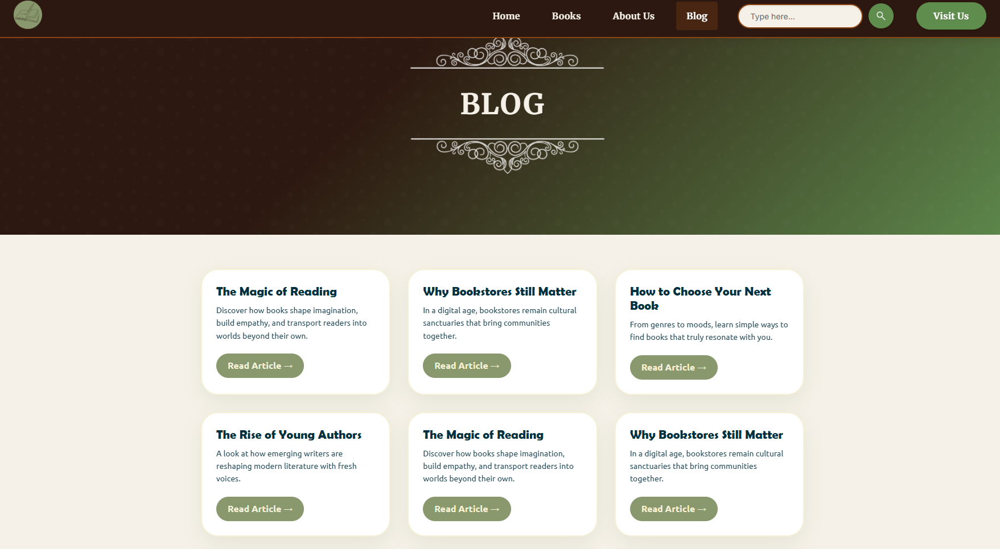 Home
Books
About Us
Blog
Type here...
Visit Us
BLOG
The Magic of Reading
Discover how books shape imagination,
build empathy, and transport readers into
worlds beyond their own.
Read Article →
Why Bookstores Still Matter
In a digital age, bookstores remain cultural
sanctuaries that bring communities
together.
Read Article →
How to Choose Your Next
Book
From genres to moods, learn simple ways to
find books that truly resonate with you.
Read Article →
The Rise of Young Authors
A look at how emerging writers are
reshaping modern literature with fresh
voices.
Read Article →
The Magic of Reading
Discover how books shape imagination,
build empathy, and transport readers into
worlds beyond their own.
Read Article →
Why Bookstores Still Matter
In a digital age, bookstores remain cultural
sanctuaries that bring communities
together.
Read Article →